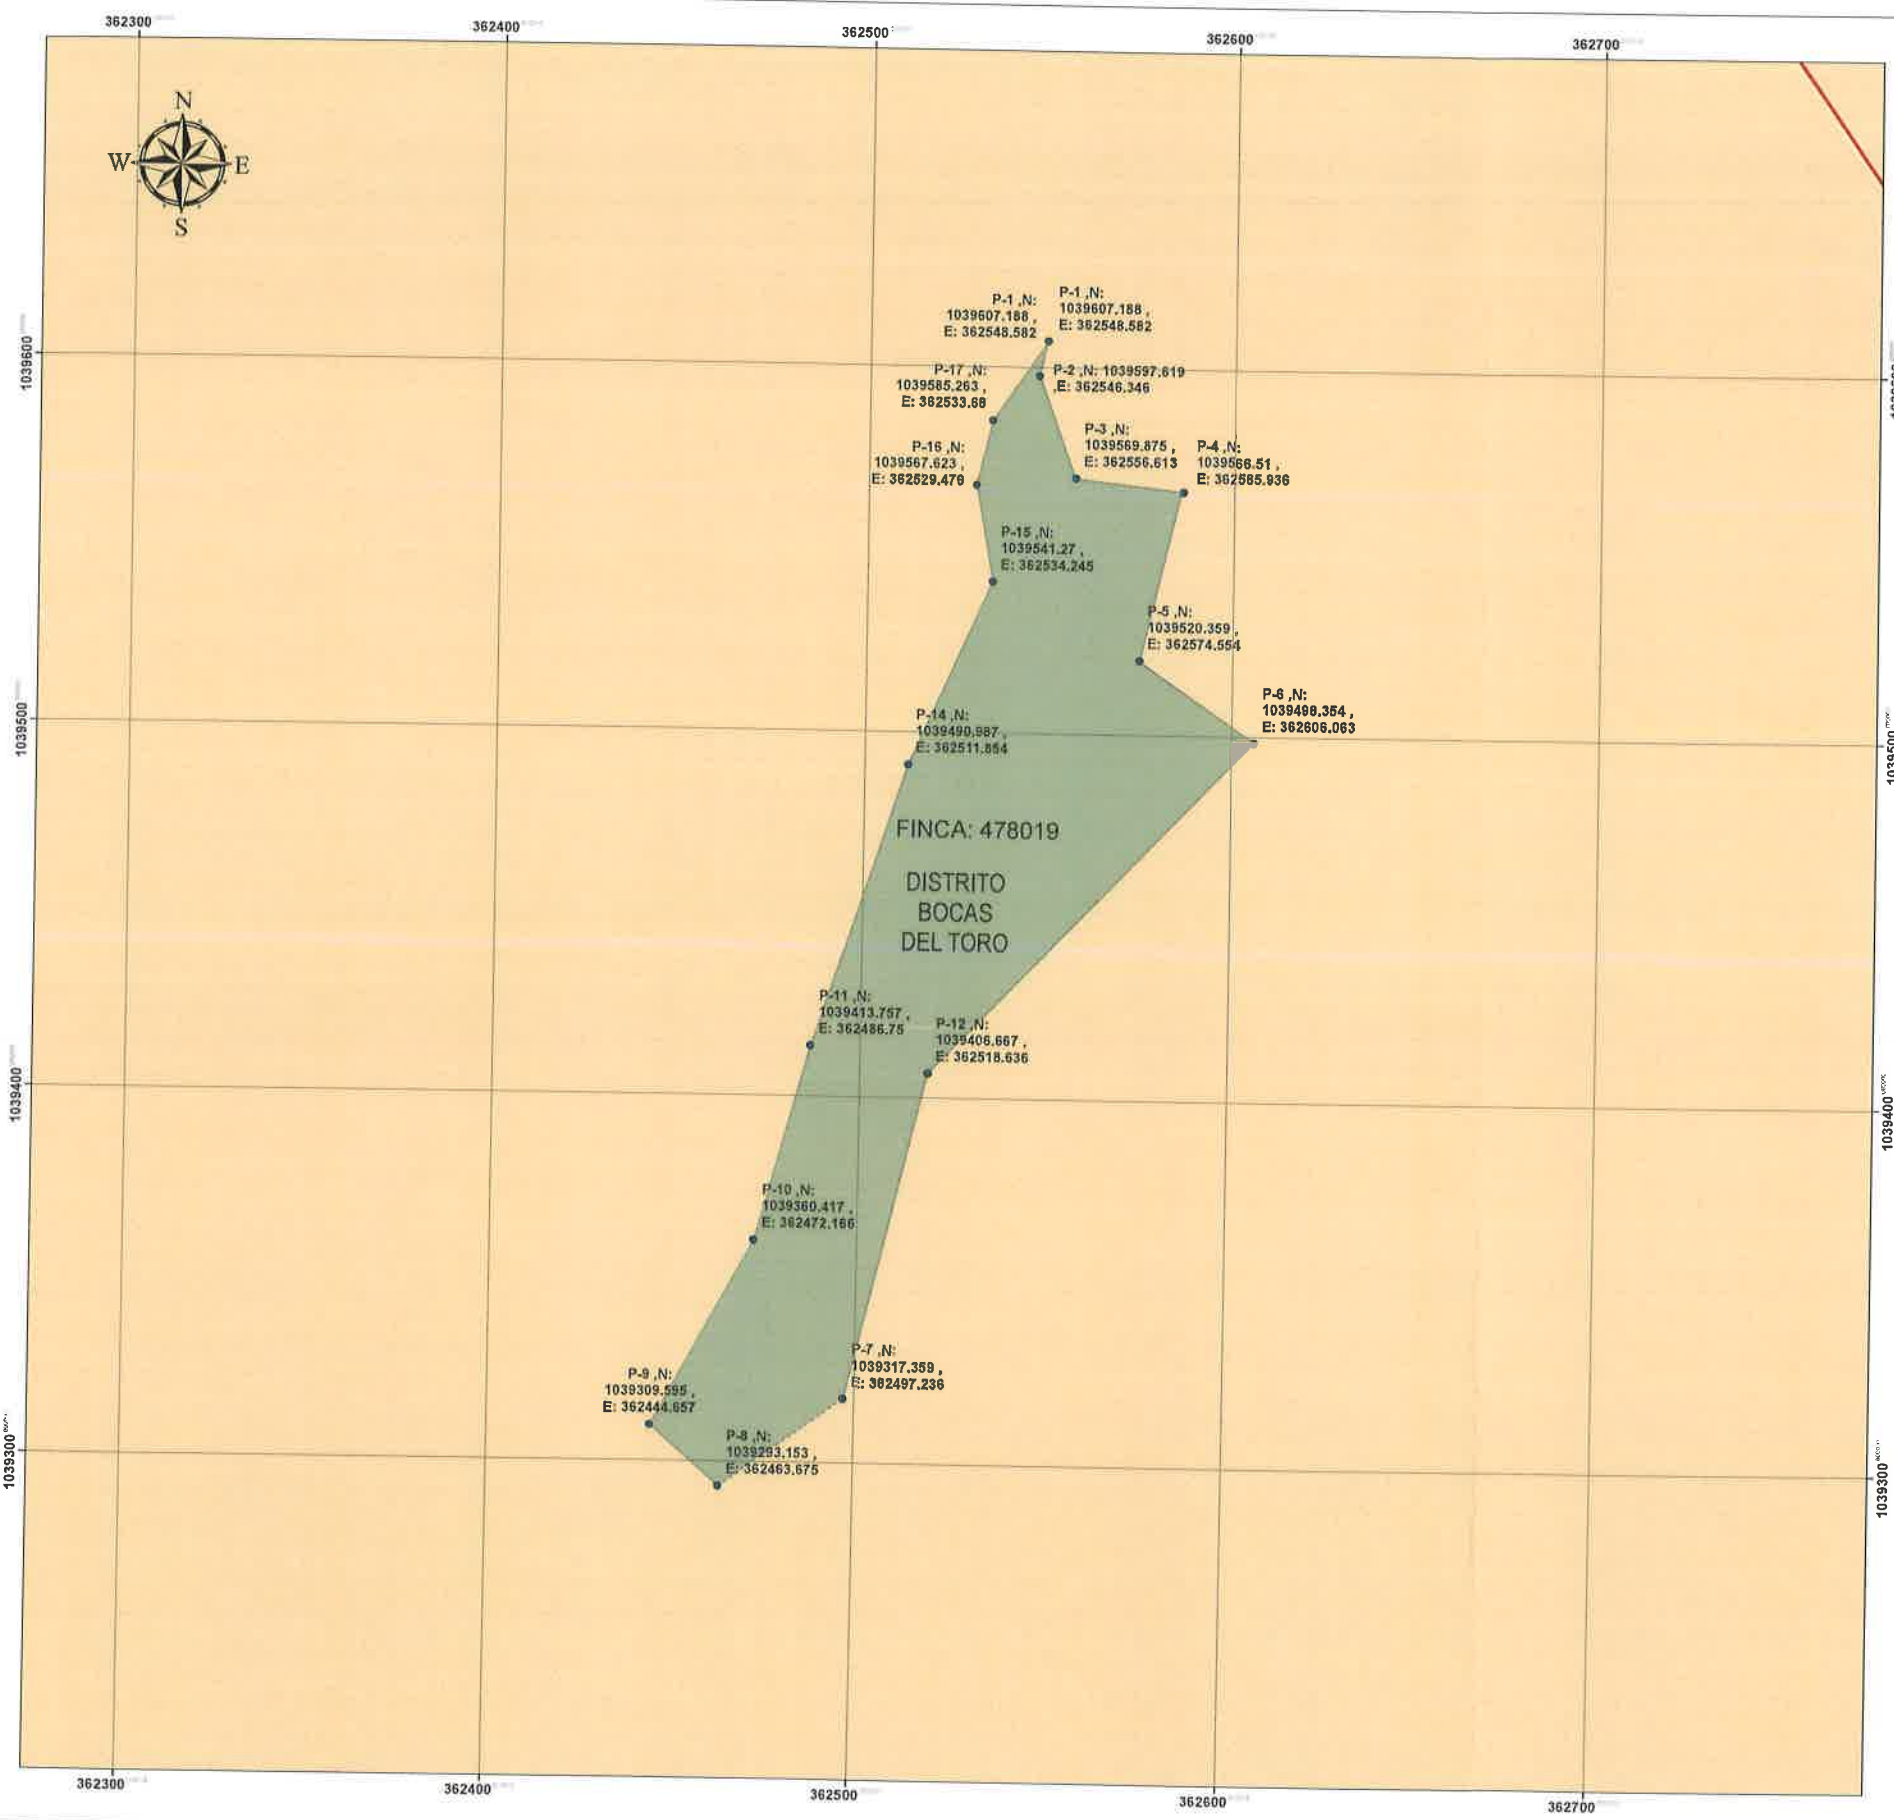 362300
362400
362500
362600
362700
N
W
E
S
P-1 ,N:
1039607.188 ,
E: 362548.582
P-1 ,N:
1039607.188 ,
E: 362548.582
1039600
P-17 ,N:
1039585.263 ,
E: 362533.68
P-2 ,N: 1039597.619
,E: 362546.346
P-16 ,N:
1039567.623 ,
E: 362529.476
P-3 ,N:
1039569.875 ,
E: 362556.613
P-4 ,N:
1039566.51 ,
E: 362585.936
P-15 ,N:
1039541.27 ,
E: 362534.245
P-5 ,N:
1039520.359 ,
E: 362574.554
P-6 ,N:
1039498.354 ,
E: 362606.063
1039500
P-14 ,N:
1039490.987 ,
E: 362511.854
1039500
FINCA: 478019
DISTRITO
BOCAS
DEL TORO
P-11 ,N:
1039413.757 ,
E: 362486.75
P-12 ,N:
1039406.667 ,
E: 362518.636
1039400
1039400
P-10 ,N:
1039360.417 ,
E: 362472.166
P-7 ,N:
1039317.359 ,
E: 362497.236
P-9 ,N:
1039309.595 ,
E: 362444.657
P-8 ,N:
1039293.153 ,
E: 362463.675
1039300
1039300
362300
362400
362500
362600
362700